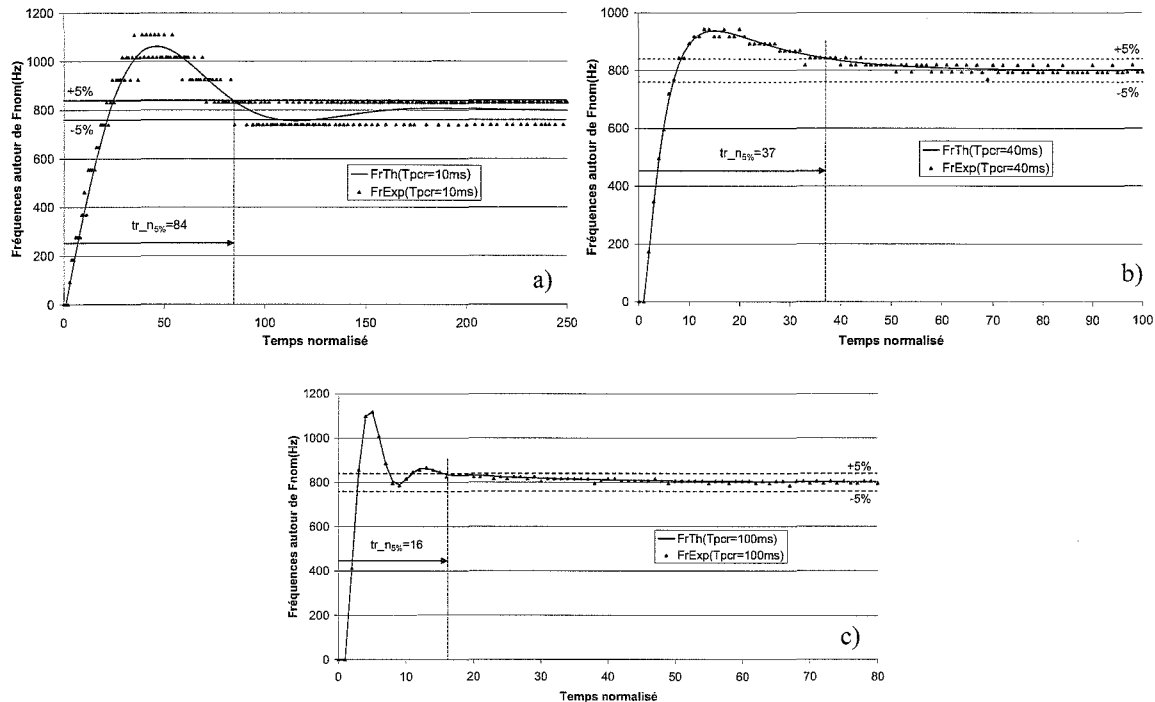 1200
1000
800
600
400
200
0
Fréquences autour de Fnom(Hz)
+5%
-5%
FrTh(Tpcr=10ms)
FrExp(Tpcr=10ms)
tr_n5%=84
a)
0
50
100
150
200
250
Temps normalisé
1000
800
600
400
200
0
Fréquences autour de Fnom(Hz)
+5%
-5%
tr_n5%=37
FrTh(Tpcr=40ms)
FrExp(Tpcr=40ms)
b)
0
10
20
30
40
50
60
70
80
90
100
Temps normalisé
1200
1000
800
600
400
200
0
Fréquences autour de Fnom(Hz)
+5%
-5%
tr_n5%=16
FrTh(Tpcr=100ms)
FrExp(Tpcr=100ms)
c)
0
10
20
30
40
50
60
70
80
Temps normalisé